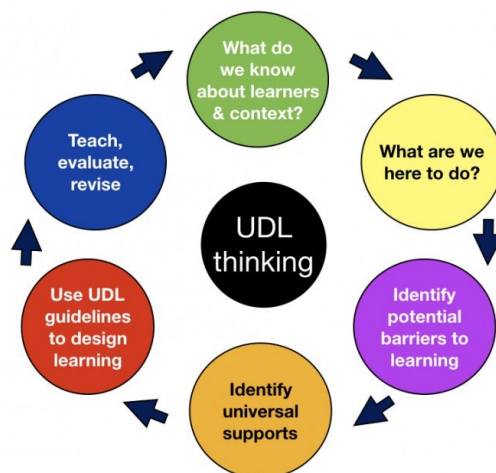 What do
we know
about learners
& context?
What are we
here to do?
Identify
potential
barriers to
learning
Identify
universal
supports
Use UDL
guidelines
to design
learning
Teach,
evaluate,
revise
UDL
thinking